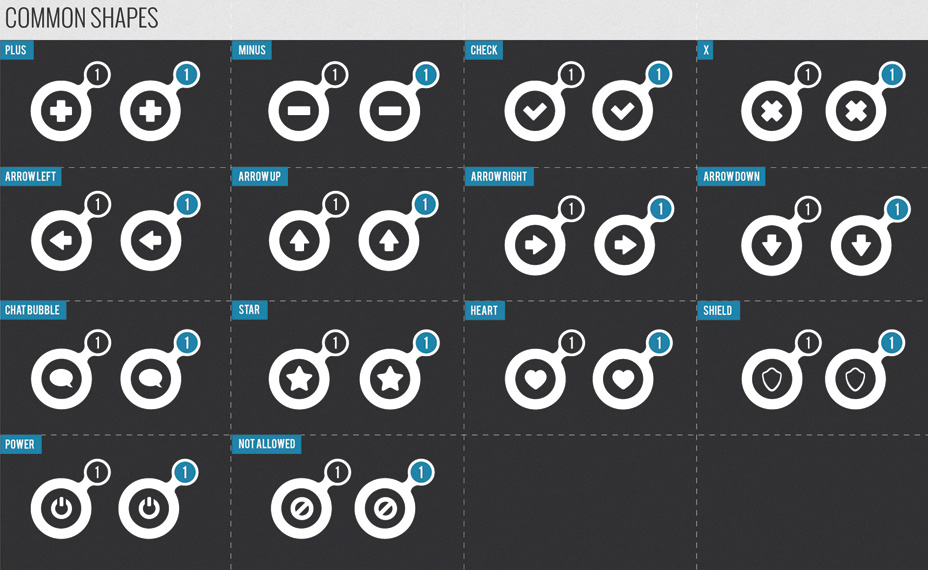 COMMON SHAPES
PLUS
1 1
MINUS
1 1
CHECK
1 1
X
1 1
ARROW LEFT
1 1
ARROW UP
1 1
ARROW RIGHT
1 1
ARROW DOWN
1 1
CHAT BUBBLE
1 1
STAR
1 1
HEART
1 1
SHIELD
1 1
POWER
1 1
NOT ALLOWED
1 1